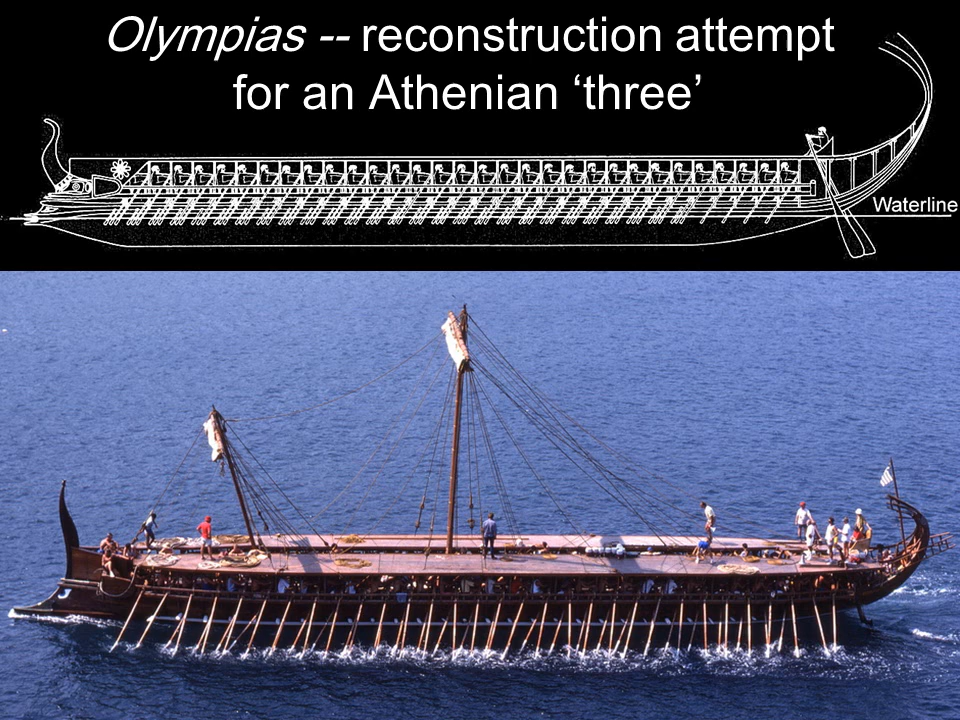 Olympias -- reconstruction attempt
for an Athenian ‘three’
Waterline